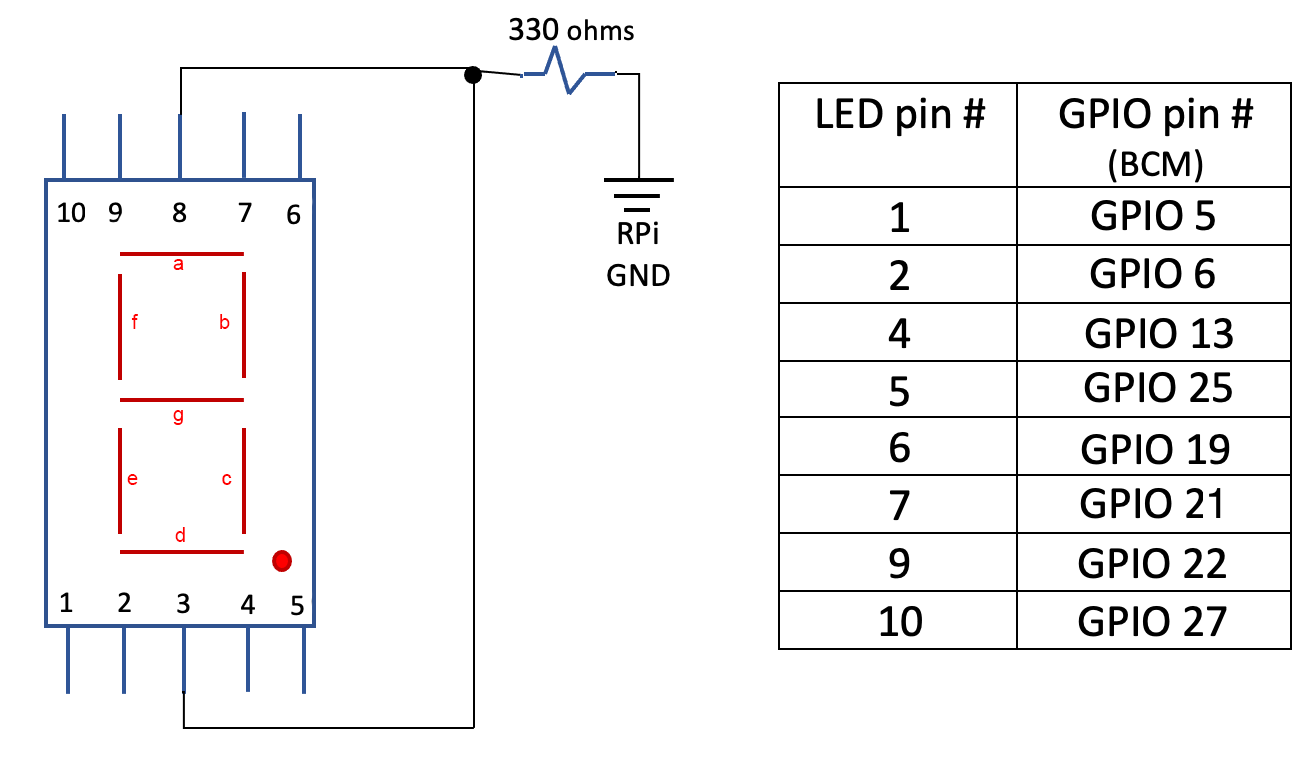 330 ohms
10 9 8 7 6
a
f b
g
e c
d
1 2 3 4 5
RPi
GND
LED pin # GPIO pin #
(BCM)
1 GPIO 5
2 GPIO 6
4 GPIO 13
5 GPIO 25
6 GPIO 19
7 GPIO 21
9 GPIO 22
10 GPIO 27